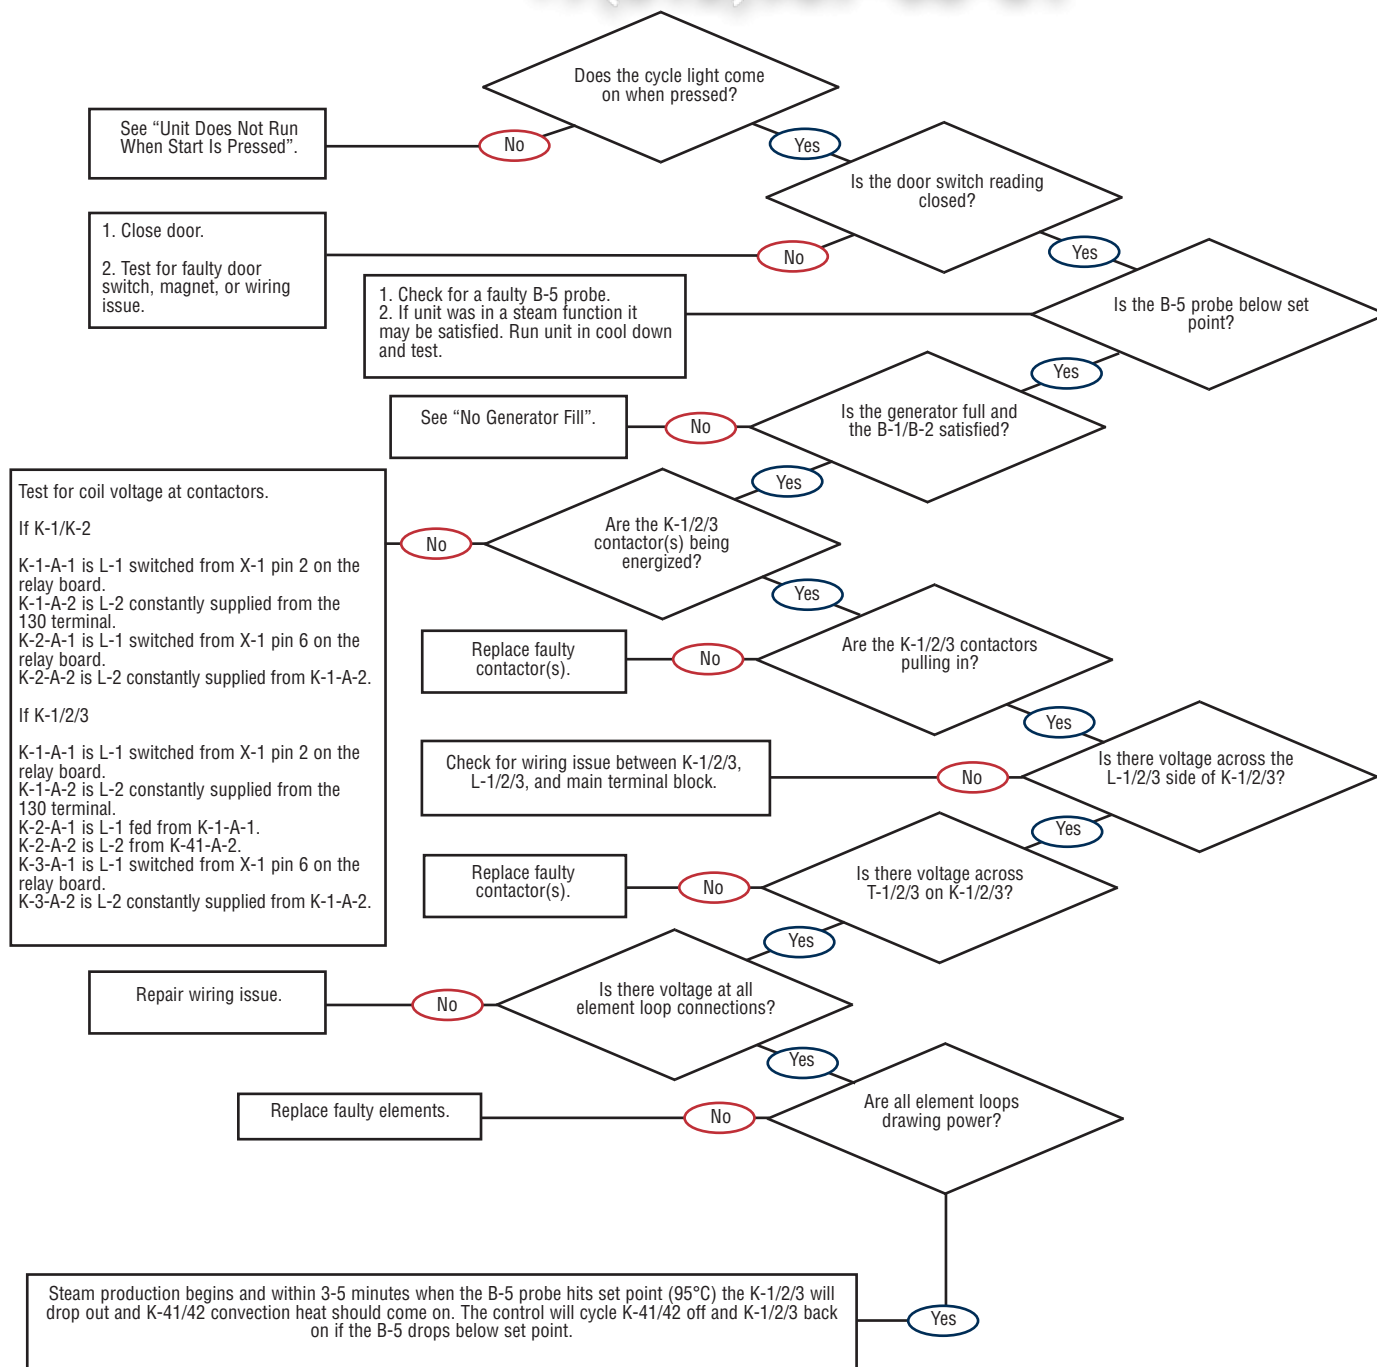 Does the cycle light come
on when pressed?
See “Unit Does Not Run
When Start Is Pressed”.
No
Yes
Is the door switch reading
closed?
1. Close door.
2. Test for faulty door
switch, magnet, or wiring
issue.
No
Yes
1. Check for a faulty B-5 probe.
2. If unit was in a steam function it
may be satisfied. Run unit in cool down
and test.
Is the B-5 probe below set
point?
Yes
See “No Generator Fill”.
No
Is the generator full and
the B-1/B-2 satisfied?
Yes
Test for coil voltage at contactors.
If K-1/K-2
K-1-A-1 is L-1 switched from X-1 pin 2 on the
relay board.
K-1-A-2 is L-2 constantly supplied from the
130 terminal.
K-2-A-1 is L-1 switched from X-1 pin 6 on the
relay board.
K-2-A-2 is L-2 constantly supplied from K-1-A-2.
If K-1/2/3
K-1-A-1 is L-1 switched from X-1 pin 2 on the
relay board.
K-1-A-2 is L-2 constantly supplied from the
130 terminal.
K-2-A-1 is L-1 fed from K-1-A-1.
K-2-A-2 is L-2 from K-41-A-2.
K-3-A-1 is L-1 switched from X-1 pin 6 on the
relay board.
K-3-A-2 is L-2 constantly supplied from K-1-A-2.
No
Are the K-1/2/3
contactor(s) being
energized?
Yes
Replace faulty
contactor(s).
No
Are the K-1/2/3 contactors
pulling in?
Yes
Check for wiring issue between K-1/2/3,
L-1/2/3, and main terminal block.
No
Is there voltage across the
L-1/2/3 side of K-1/2/3?
Yes
Replace faulty
contactor(s).
No
Is there voltage across
T-1/2/3 on K-1/2/3?
Yes
Repair wiring issue.
No
Is there voltage at all
element loop connections?
Yes
Replace faulty elements.
No
Are all element loops
drawing power?
Steam production begins and within 3-5 minutes when the B-5 probe hits set point (95°C) the K-1/2/3 will
drop out and K-41/42 convection heat should come on. The control will cycle K-41/42 off and K-1/2/3 back
on if the B-5 drops below set point.
Yes